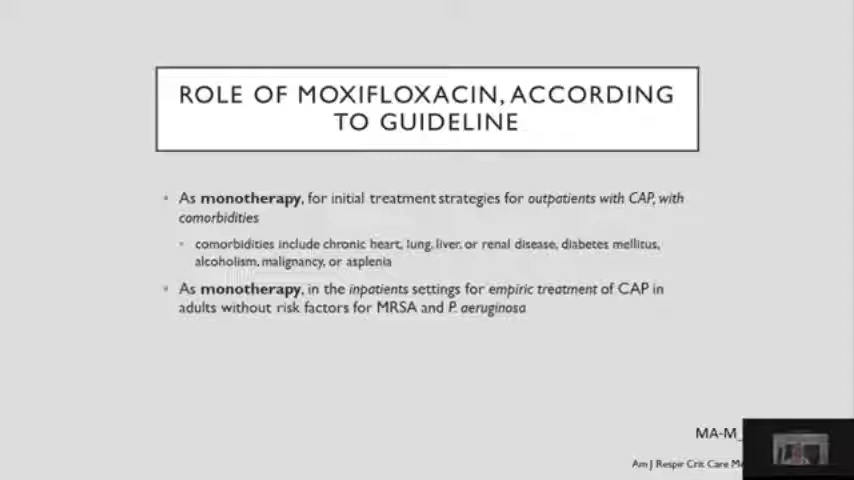 ROLE OF MOXIFLOXACIN, ACCORDING
TO GUIDELINE
As monotherapy, for initial treatment strategies for outpatients with CAP, with
comorbidities
comorbidities include chronic heart, lung, liver, or renal disease, diabetes mellitus,
alcoholism, malignancy, or asplenia
As monotherapy, in the inpatients settings for empiric treatment of CAP in
adults without risk factors for MRSA and P. aeruginosa
MA-M_
Am J Respir Crit Care